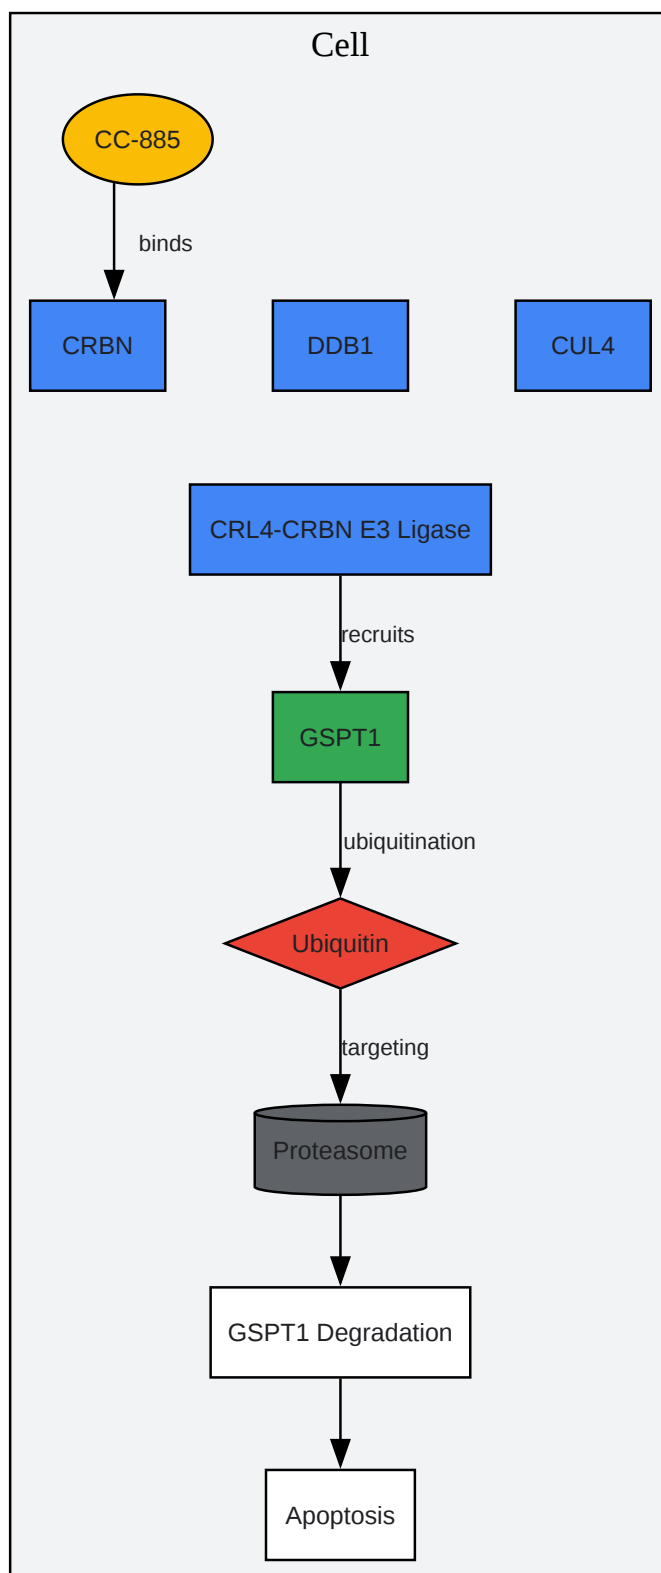 Cell
CC-885
binds
CRBN
DDB1
CUL4
CRL4-CRBN E3 Ligase
recruits
GSPT1
ubiquitination
Ubiquitin
targeting
Proteasome
GSPT1 Degradation
Apoptosis